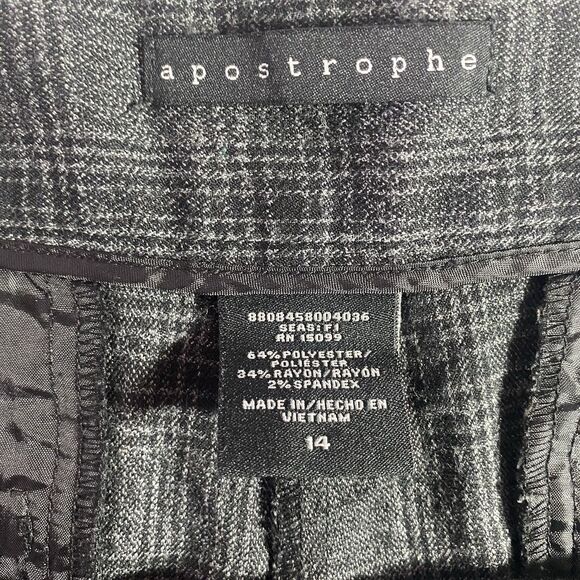 apostrophe
8808458004036
SEAS: F1
RN 15099
64% POLYESTER/
POLIÉSTER
34% RAYON/RAYÓN
2% SPANDEX
MADE IN/HECHO EN
VIETNAM
14